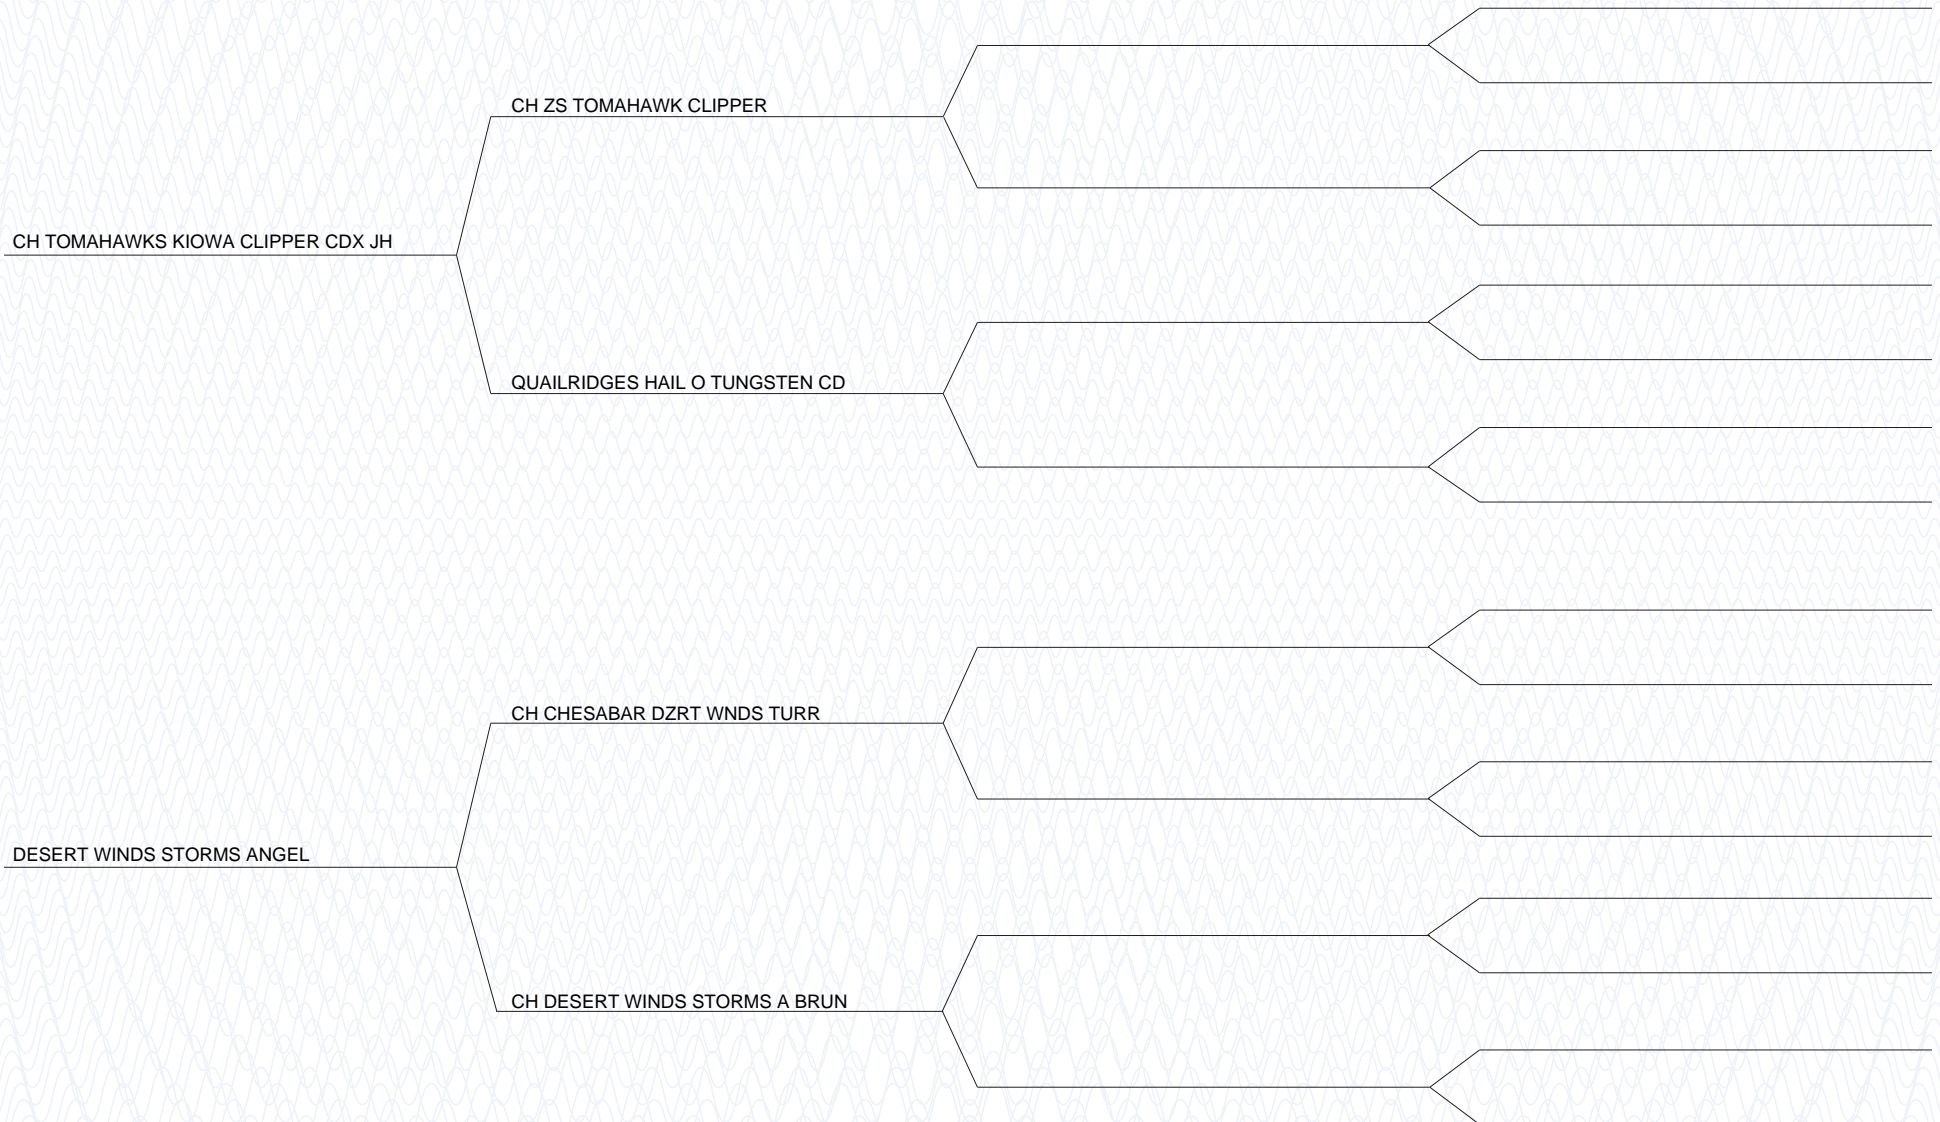 CH ZS TOMAHAWK CLIPPER
CH TOMAHAWKS KIOWA CLIPPER CDX JH
QUAILRIDGES HAIL O TUNGSTEN CD
CH CHESABAR DZRT WNDS TURR
DESERT WINDS STORMS ANGEL
CH DESERT WINDS STORMS A BRUN